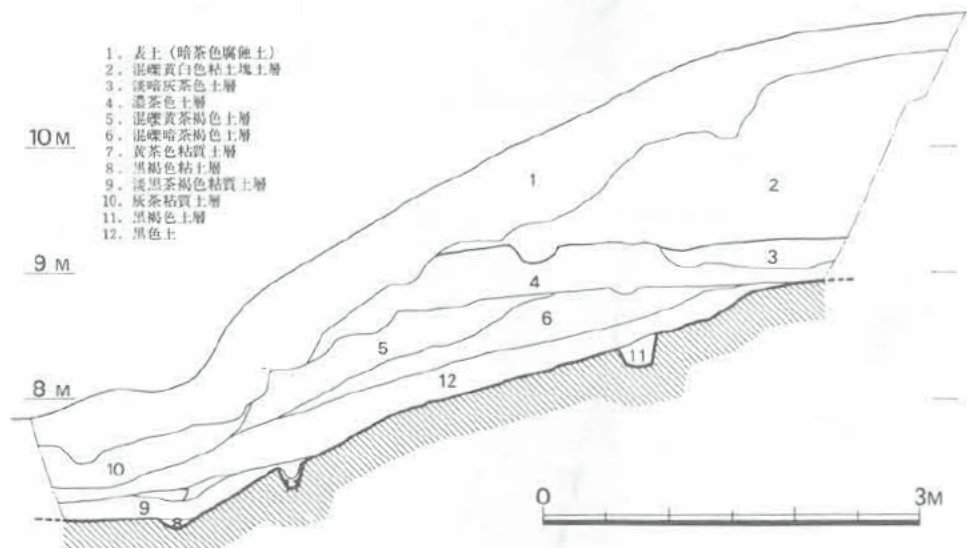 1. 表土(暗茶色腐蝕土)
2. 混礫黄白色粘土塊土層
3. 淡暗灰茶色土層
4. 濃茶色土層
5. 混礫黄茶褐色土層
6. 混礫暗茶褐色土層
7. 黄茶色粘質土層
8. 黒褐色粘土層
9. 淡黒茶褐色粘質土層
10. 灰茶粘質土層
11. 黒褐色土層
12. 黒色土
10 M
9 M
8 M
1
2
3
4
5
6
11
12
10
9
8
0
3M